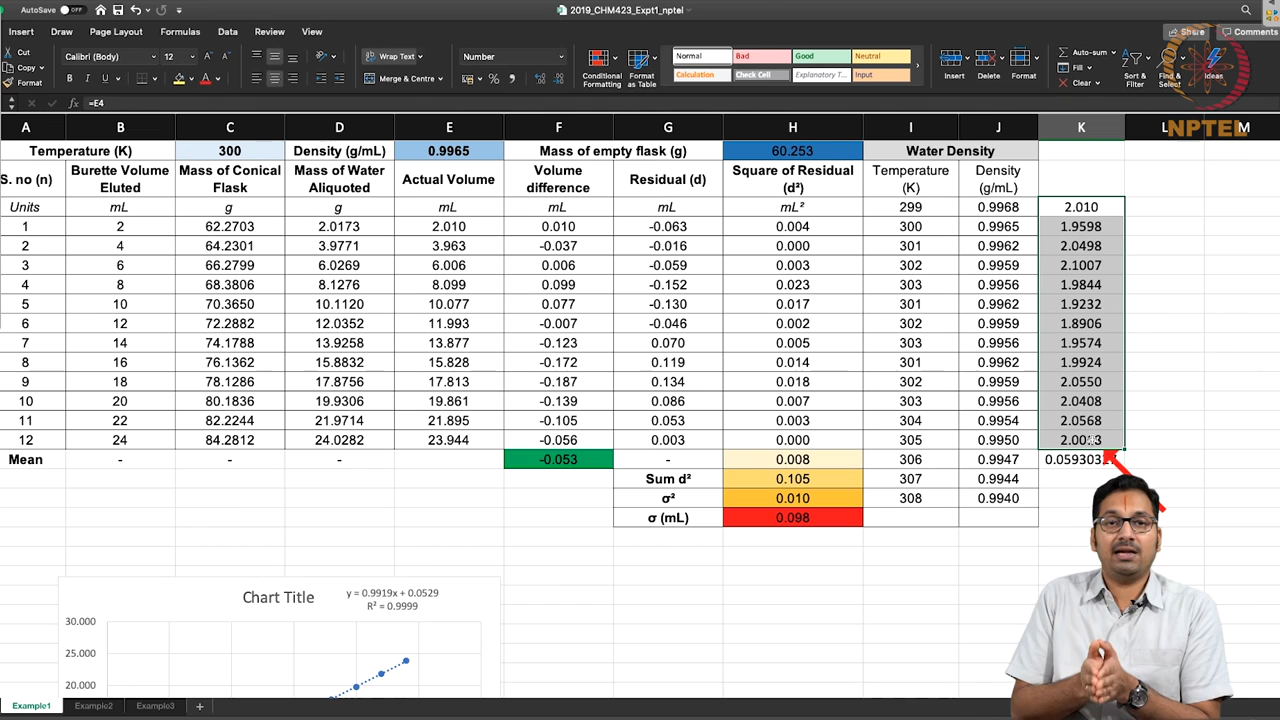 AutoSave OFF 2019_CHM423_Expt1_nptel
Insert Draw Page Layout Formulas Data Review View Share Comments
Cut Calibri (Body) 12 Wrap Text Number Normal Bad Good Neutral Auto-sum
Copy Fill
Format B I U A Merge & Centre % Conditional Formatting Format as Table Calculation Check Cell Explanatory T... Input Insert Delete Format Clear Sort & Filter Find & Select Ideas
fx =E4
NPTEL
A B C D E F G H I J K L M
Temperature (K) 300 Density (g/mL) 0.9965 Mass of empty flask (g) 60.253 Water Density
S. no (n) Burette Volume Eluted Mass of Conical Flask Mass of Water Aliquoted Actual Volume Volume difference Residual (d) Square of Residual (d²) Temperature (K) Density (g/mL)
Units mL g g mL mL mL mL² 299 0.9968 2.010
1 2 62.2703 2.0173 2.010 0.010 -0.063 0.004 300 0.9965 1.9598
2 4 64.2301 3.9771 3.963 -0.037 -0.016 0.000 301 0.9962 2.0498
3 6 66.2799 6.0269 6.006 0.006 -0.059 0.003 302 0.9959 2.1007
4 8 68.3806 8.1276 8.099 0.099 -0.152 0.023 303 0.9956 1.9844
5 10 70.3650 10.1120 10.077 0.077 -0.130 0.017 301 0.9962 1.9232
6 12 72.2882 12.0352 11.993 -0.007 -0.046 0.002 302 0.9959 1.8906
7 14 74.1788 13.9258 13.877 -0.123 0.070 0.005 303 0.9956 1.9574
8 16 76.1362 15.8832 15.828 -0.172 0.119 0.014 301 0.9962 1.9924
9 18 78.1286 17.8756 17.813 -0.187 0.134 0.018 302 0.9959 2.0550
10 20 80.1836 19.9306 19.861 -0.139 0.086 0.007 303 0.9956 2.0408
11 22 82.2244 21.9714 21.895 -0.105 0.053 0.003 304 0.9954 2.0568
12 24 84.2812 24.0282 23.944 -0.056 0.003 0.000 305 0.9950
Mean - - - - -0.053 - 0.008 306 0.9947
Sum d² 0.105 307 0.9944
σ² 0.010 308 0.9940
σ (mL) 0.098
Chart Title y = 0.9919x + 0.0529
R² = 0.9999
30.000
25.000
20.000
Example1 Example2 Example3 +